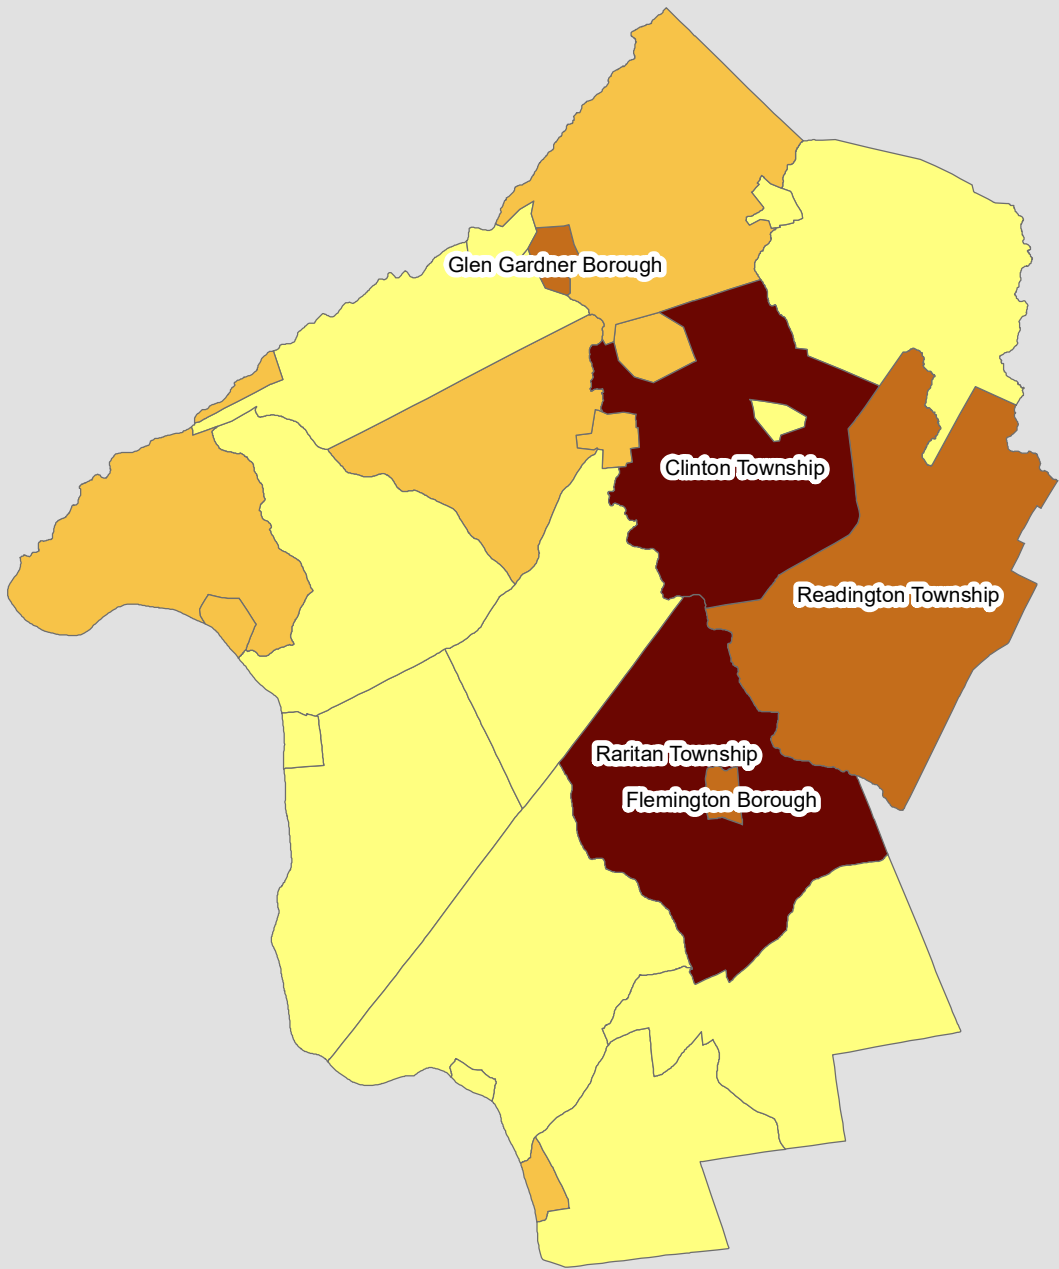 Glen Gardner Borough
Clinton Township
Readington Township
Raritan Township
Flemington Borough